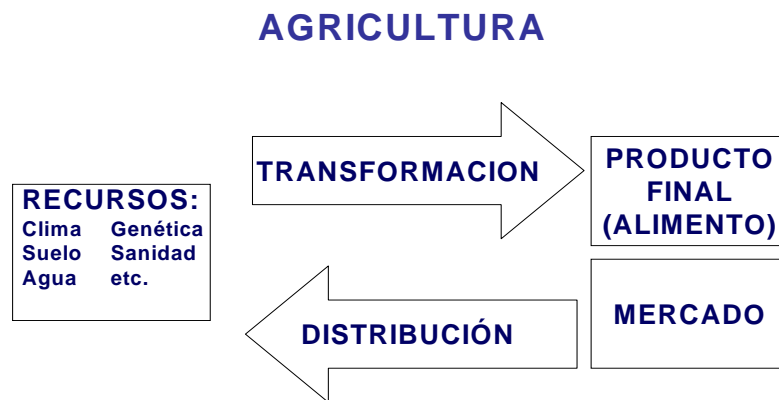 AGRICULTURA
TRANSFORMACION
PRODUCTO
FINAL
(ALIMENTO)
RECURSOS:
Clima Genética
Suelo Sanidad
Agua etc.
DISTRIBUCIÓN
MERCADO